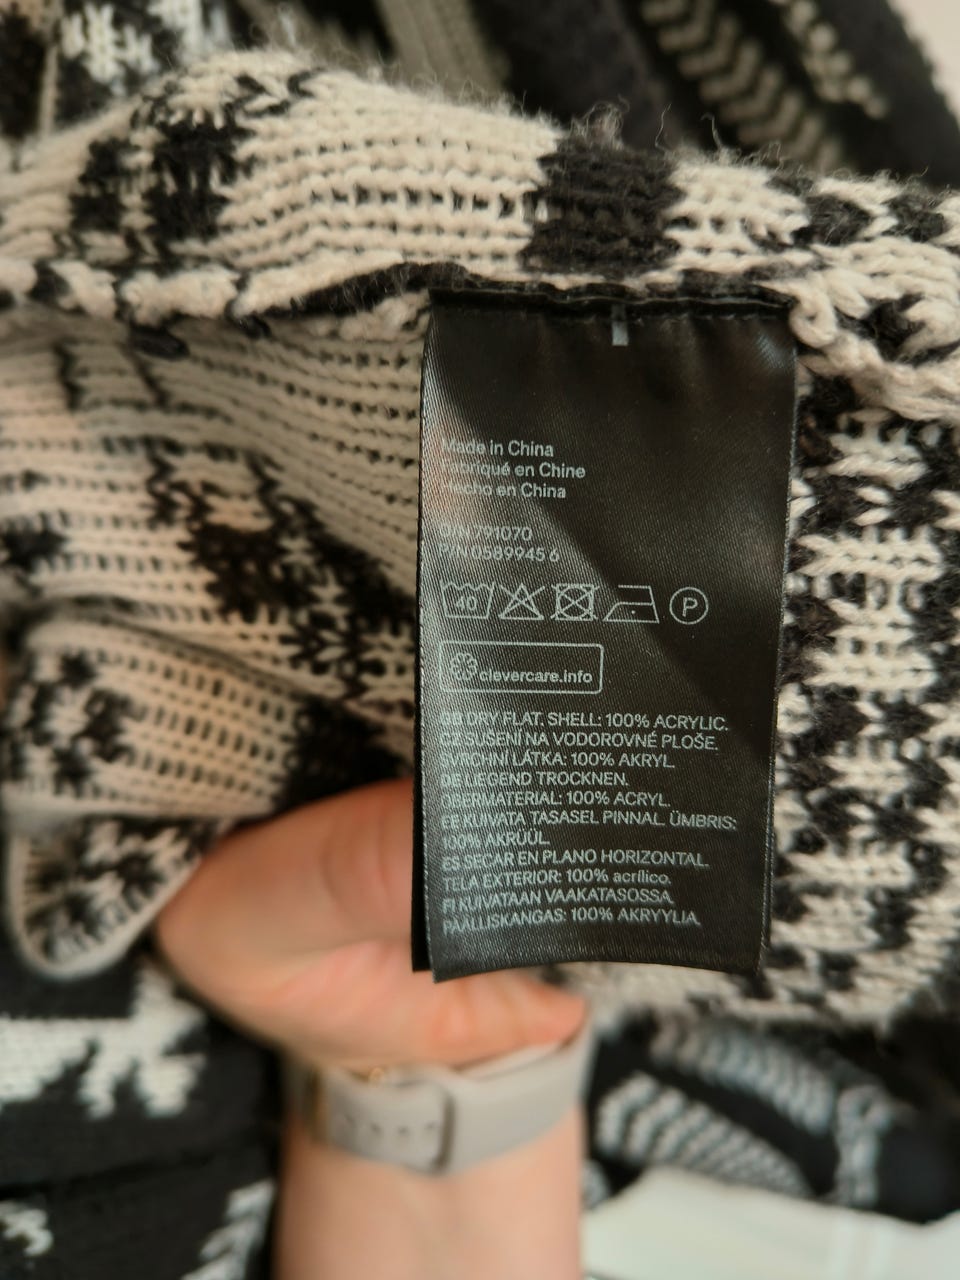 Made in China
Fabriqué en Chine
Hecho en China
O/N 791070
P/N 0589945 6
40 P
clevercare.info
GB DRY FLAT. SHELL: 100% ACRYLIC.
CZ SUŠENÍ NA VODOROVNÉ PLOŠE.
SVRCHNÍ LÁTKA: 100% AKRYL.
DE LIEGEND TROCKNEN.
OBERMATERIAL: 100% ACRYL.
EE KUIVATA TASASEL PINNAL. ÜMBRIS:
100% AKRÜÜL.
ES SECAR EN PLANO HORIZONTAL.
TELA EXTERIOR: 100% acrílico.
FI KUIVATAAN VAAKATASOSSA.
PÄÄLLISKANGAS: 100% AKRYYLIA.